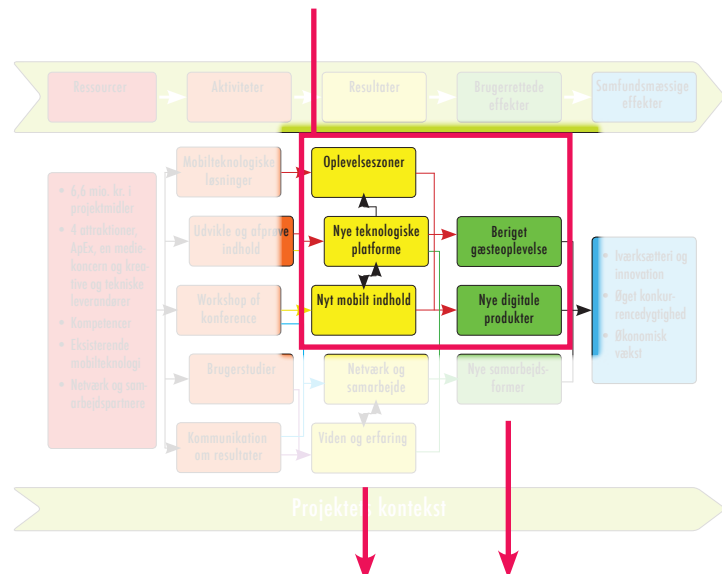 Ressourcer
Aktiviteter
Resultater
Brugerrettede
effekter
Samfundsmæssige
effekter
• 6,6 mio. kr. i
projektmidler
• 4 attraktioner,
ApEx, en medie-
koncern og krea-
tive og tekniske
leverandører
• Kompetencer
• Eksisterende
mobilteknologi
• Netværk og sam-
arbejdspartnere
Mobilteknologiske
løsninger
Udvikle og afprøve
indhold
Workshop of
konference
Brugerstudier
Kommunikation
om resultater
Oplevelseszoner
Nye teknologiske
platforme
Nyt mobilt indhold
Netværk og
samarbejde
Viden og erfaring
Beriget
gæsteoplevelse
Nye digitale
produkter
Nye samarbejds-
former
• Iværksætteri og
innovation
• Øget konkur-
rencedygtighed
• Økonomisk
vækst
Projektets kontekst